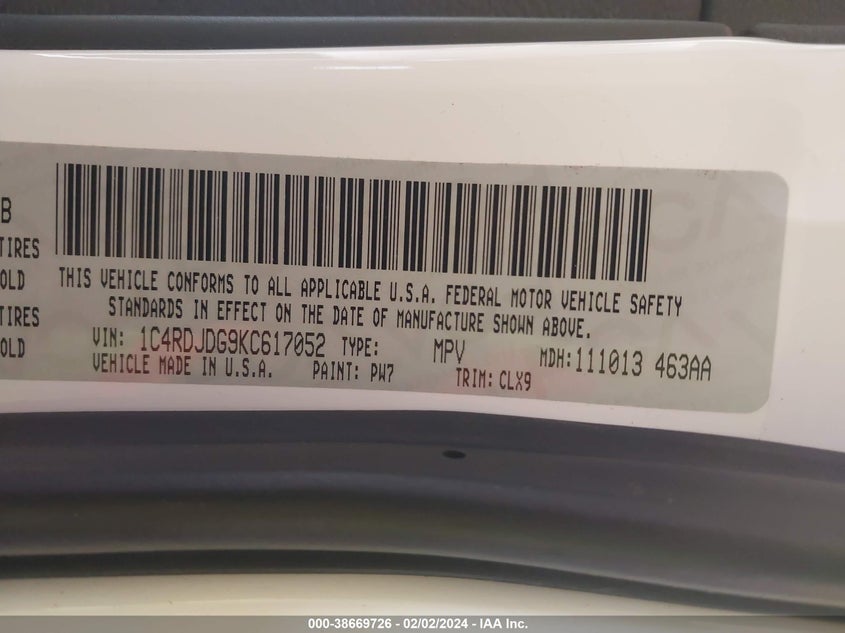 B
TIRES
OLD
TIRES
OLD
THIS VEHICLE CONFORMS TO ALL APPLICABLE U.S.A. FEDERAL MOTOR VEHICLE SAFETY
STANDARDS IN EFFECT ON THE DATE OF MANUFACTURE SHOWN ABOVE.
VIN: 1C4RDJDG9KC617052 TYPE: MPV MDH:111013 463AA
VEHICLE MADE IN U.S.A. PAINT: PW7 TRIM: CLX9
000-38669726 - 02/02/2024 - IAA Inc.